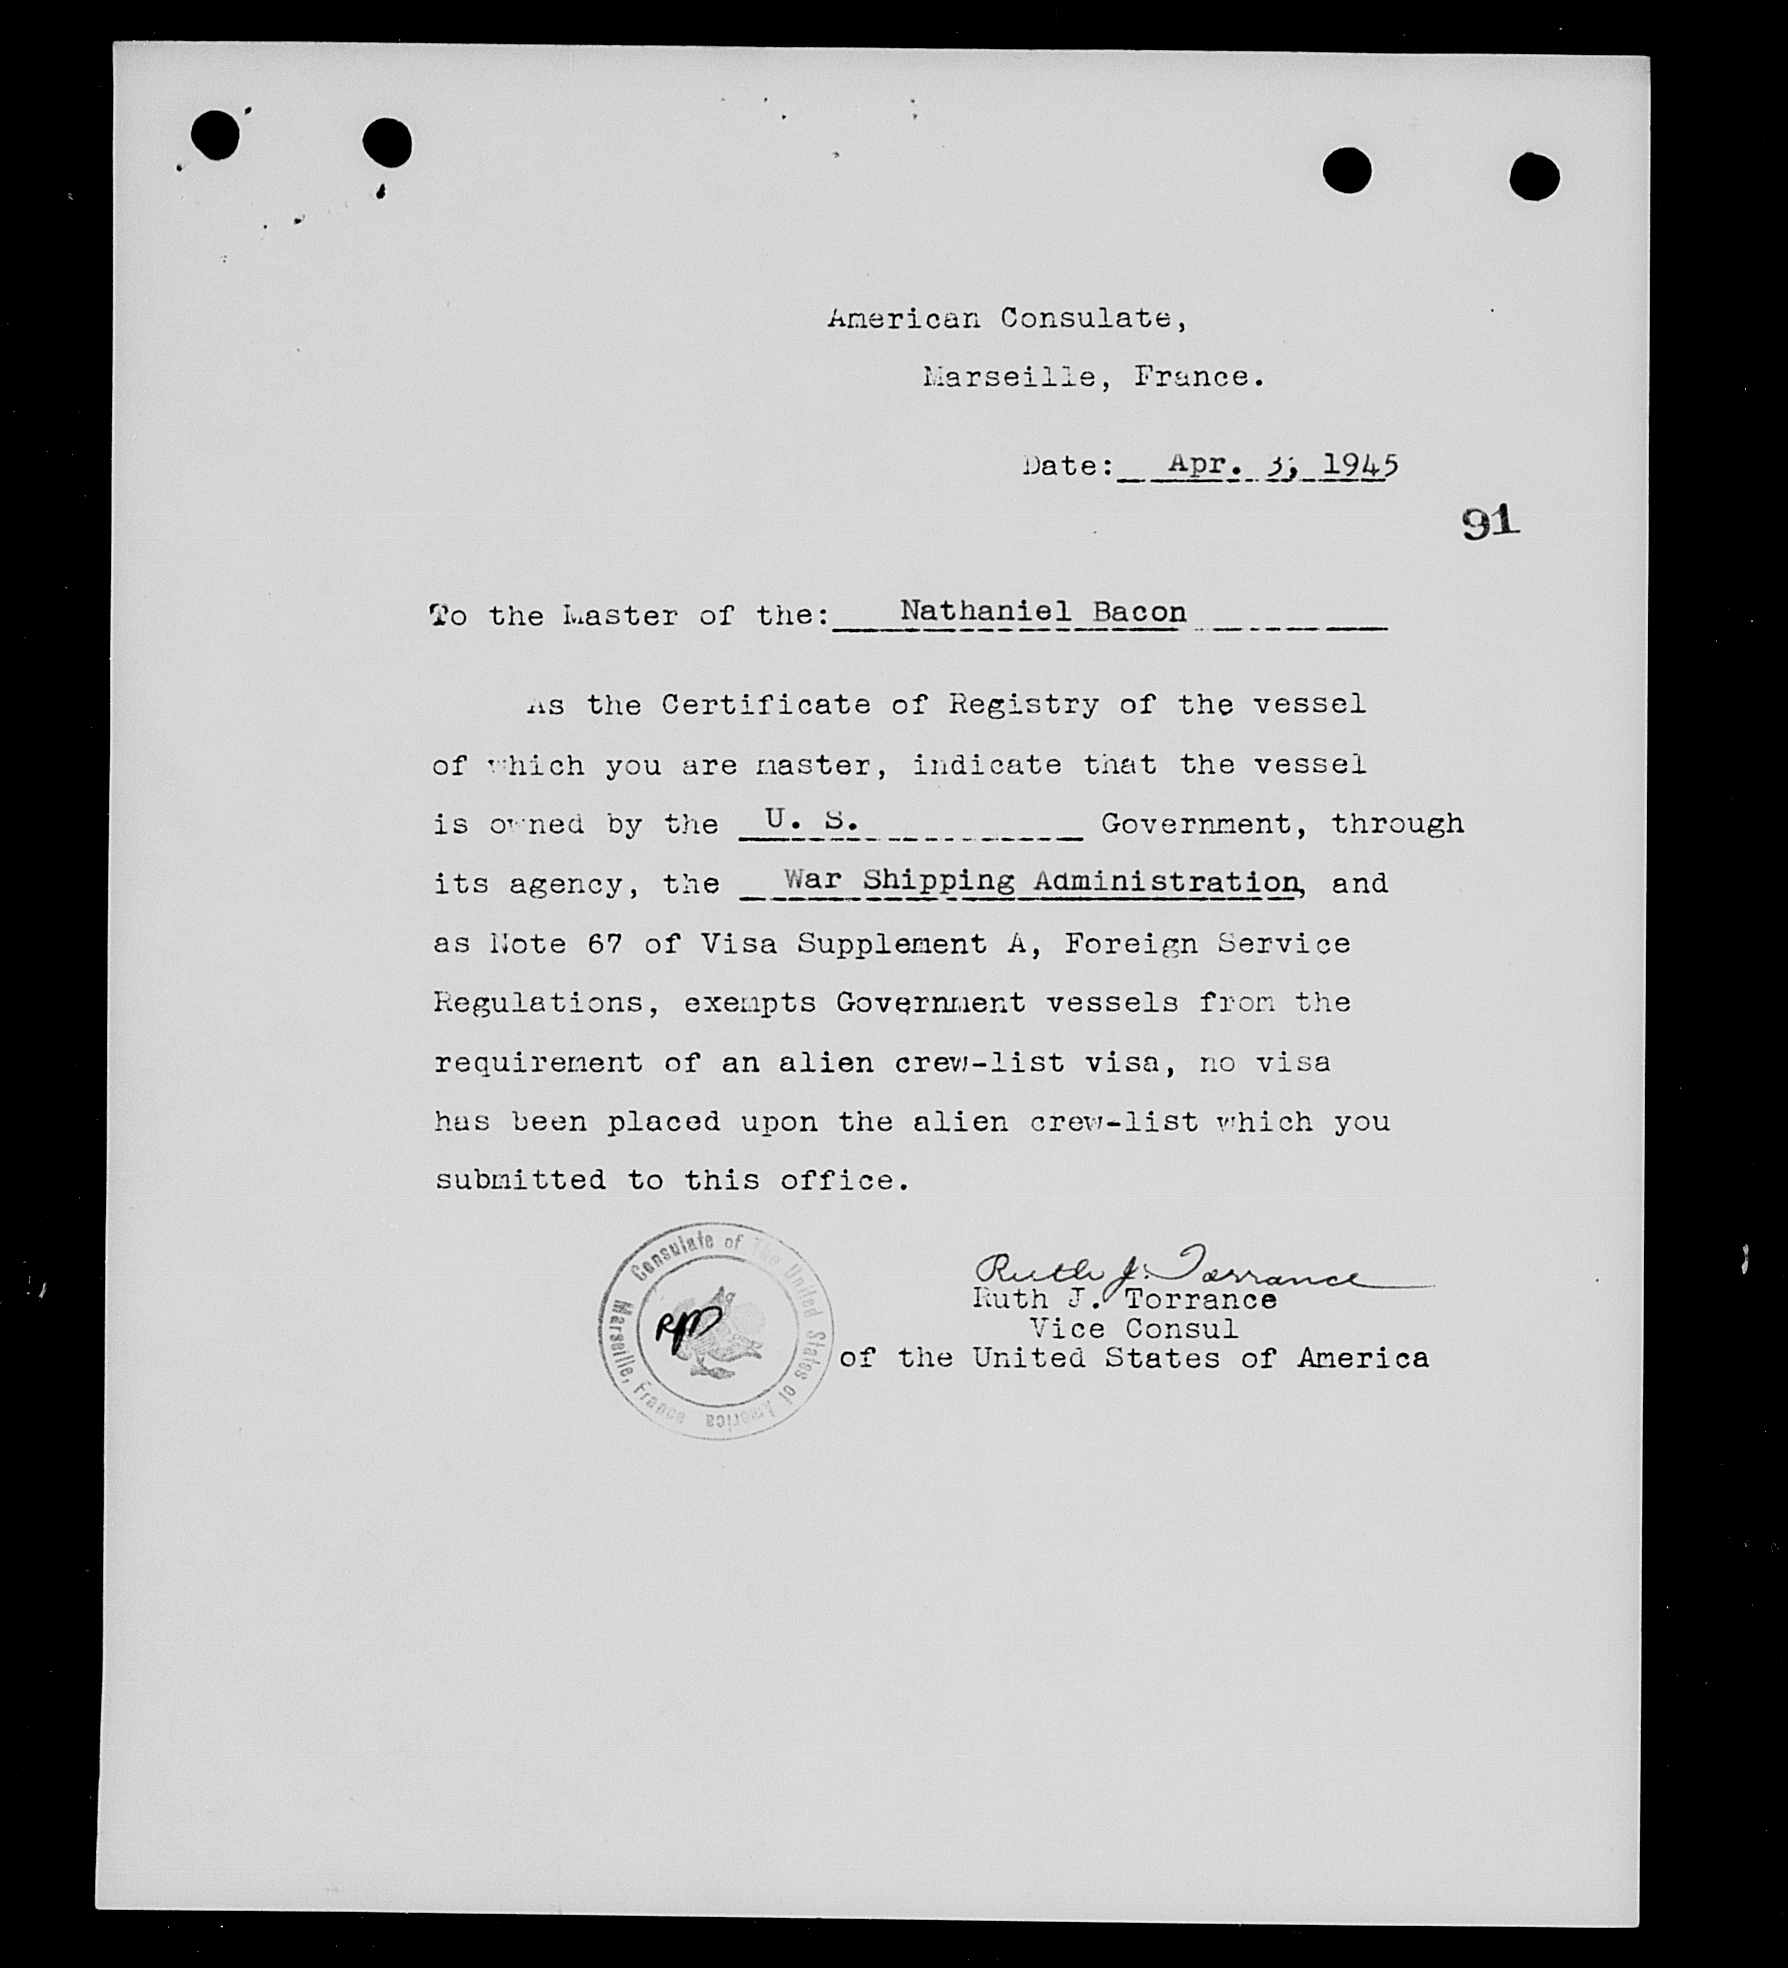 American Consulate,
Marseille, France.
Date: Apr. 3, 1945
91
To the Master of the: Nathaniel Bacon
As the Certificate of Registry of the vessel
of which you are master, indicate that the vessel
is owned by the U. S. Government, through
its agency, the War Shipping Administration, and
as Note 67 of Visa Supplement A, Foreign Service
Regulations, exempts Government vessels from the
requirement of an alien crew-list visa, no visa
has been placed upon the alien crew-list which you
submitted to this office.
Consulate of The United States of America
Marseille, France
Ruth J. Torrance
Ruth J. Torrance
Vice Consul
of the United States of America